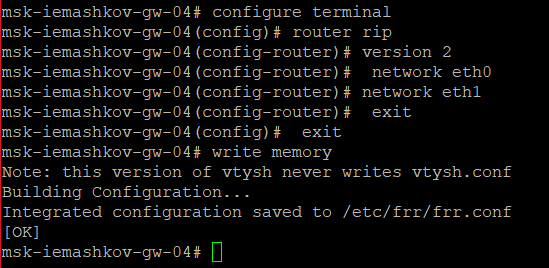 msk-iemashkov-gw-04# configure terminal
msk-iemashkov-gw-04(config)# router rip
msk-iemashkov-gw-04(config-router)# version 2
msk-iemashkov-gw-04(config-router)#  network eth0
msk-iemashkov-gw-04(config-router)# network eth1
msk-iemashkov-gw-04(config-router)#  exit
msk-iemashkov-gw-04(config)#  exit
msk-iemashkov-gw-04# write memory
Note: this version of vtysh never writes vtysh.conf
Building Configuration...
Integrated configuration saved to /etc/frr/frr.conf
[OK]
msk-iemashkov-gw-04#